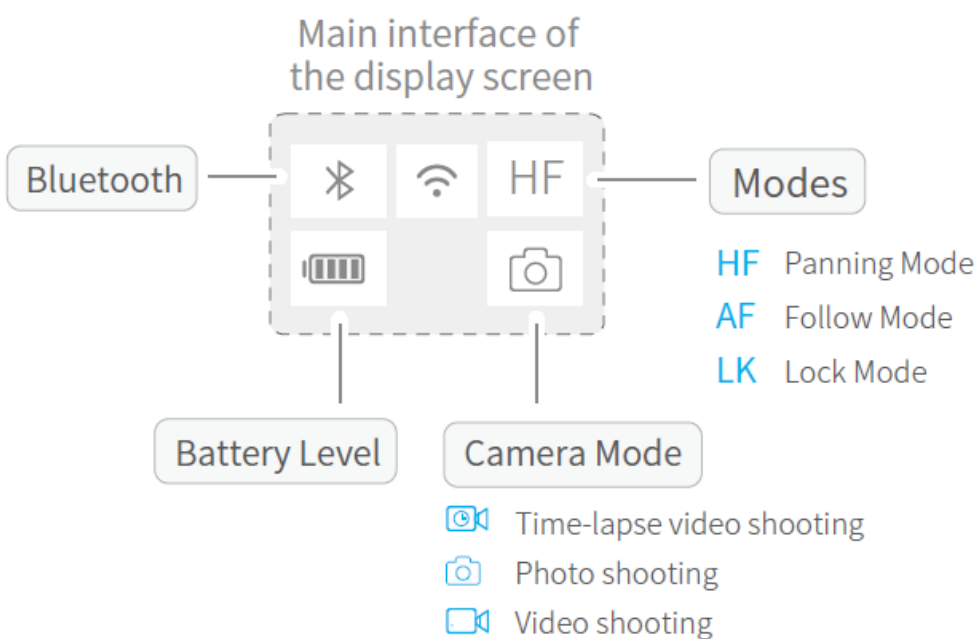 Main interface of
the display screen
Bluetooth
HF
Modes
HF Panning Mode
AF Follow Mode
LK Lock Mode
Battery Level
Camera Mode
Time-lapse video shooting
Photo shooting
Video shooting